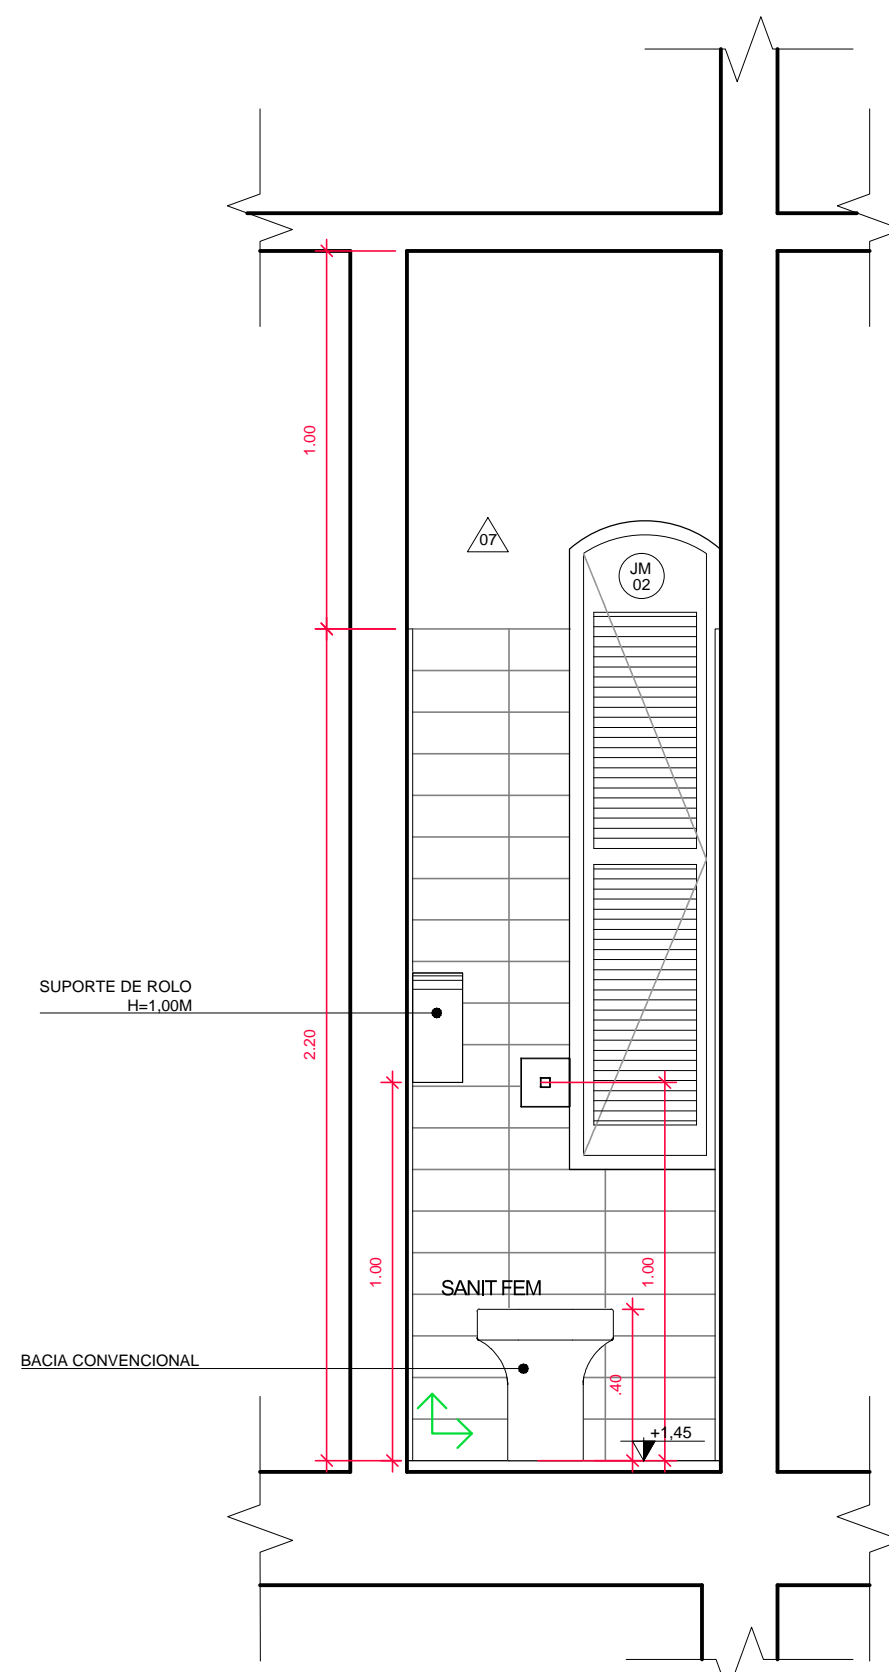 1.00
07
JM
02
SUPORTE DE ROLO
H=1,00M
2.20
1.00
1.00
SANIT FEM
BACIA CONVENCIONAL
.40
+1,45